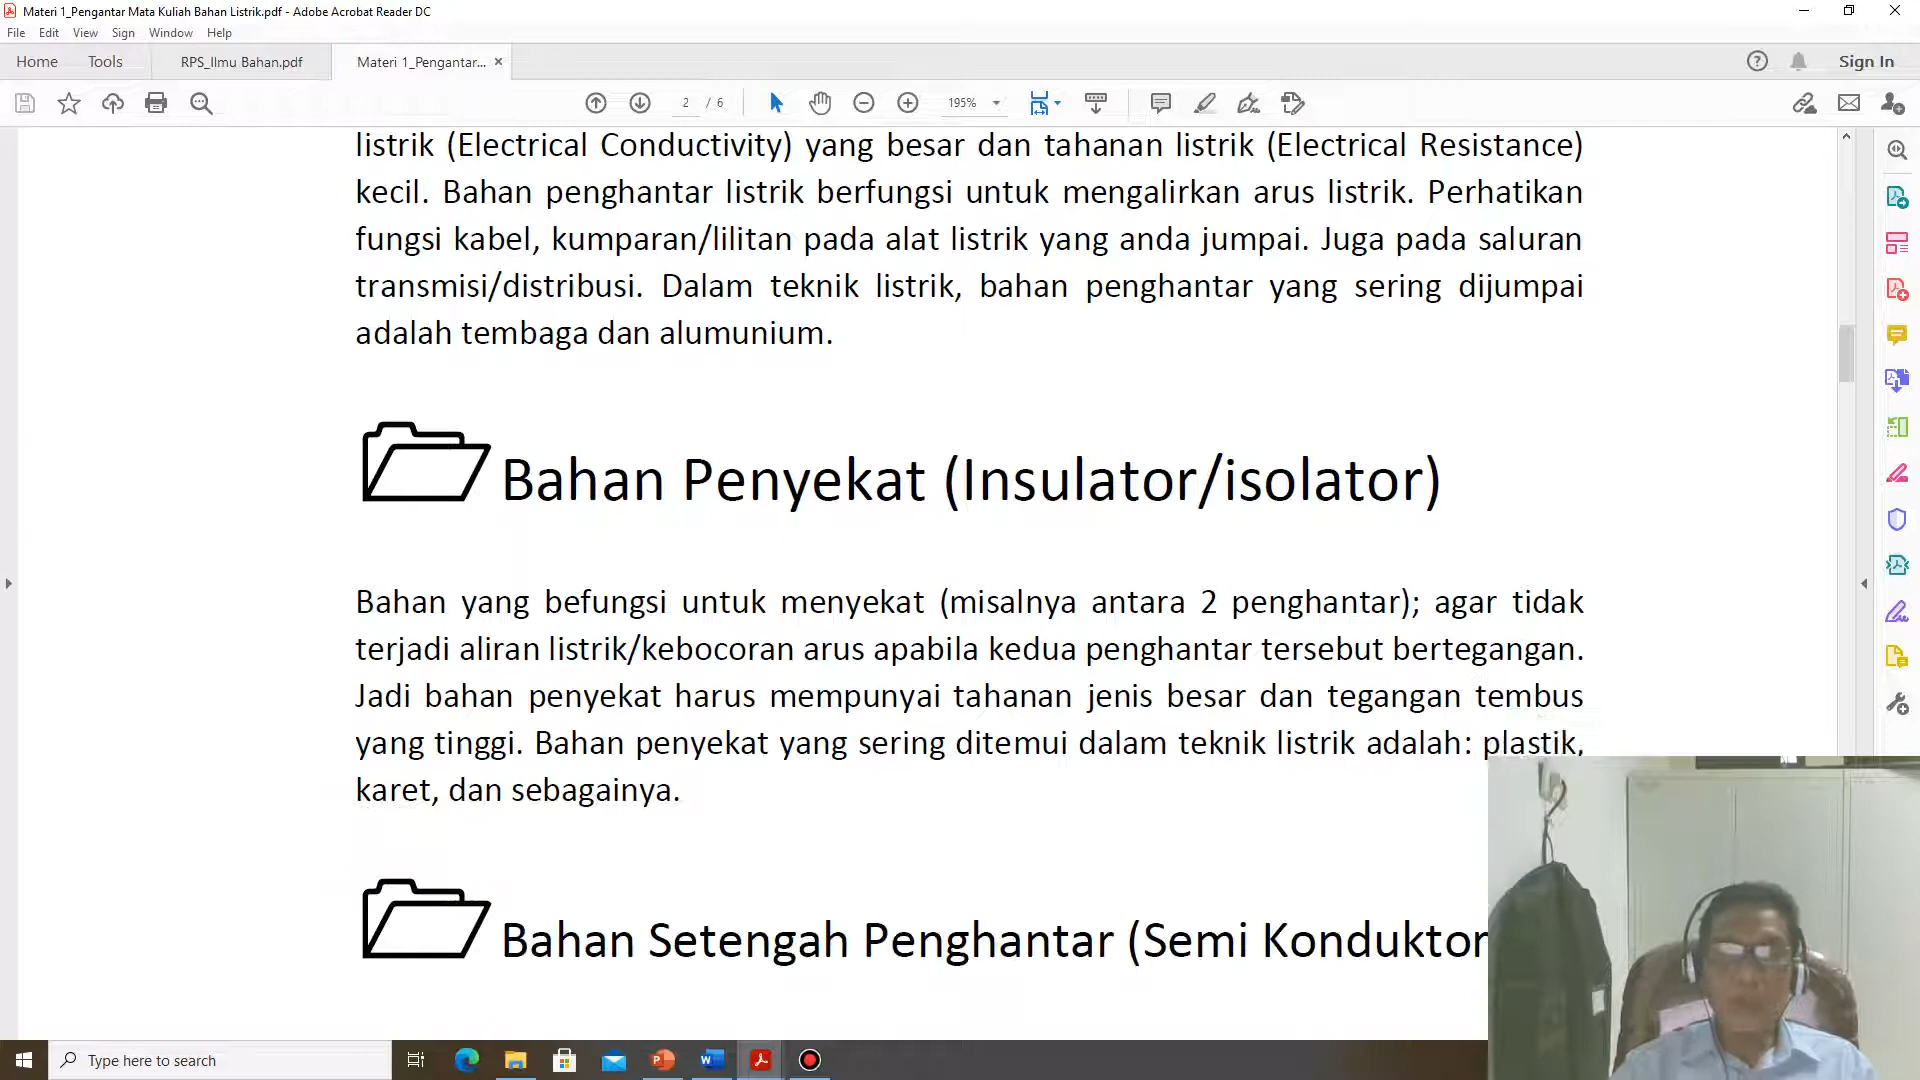 Materi 1_Pengantar Mata Kuliah Bahan Listrik.pdf - Adobe Acrobat Reader DC
File Edit View Sign Window Help
Home Tools RPS_Ilmu Bahan.pdf Materi 1_Pengantar... Sign In
2 / 6 195%
listrik (Electrical Conductivity) yang besar dan tahanan listrik (Electrical Resistance)
kecil. Bahan penghantar listrik berfungsi untuk mengalirkan arus listrik. Perhatikan
fungsi kabel, kumparan/lilitan pada alat listrik yang anda jumpai. Juga pada saluran
transmisi/distribusi. Dalam teknik listrik, bahan penghantar yang sering dijumpai
adalah tembaga dan alumunium.
Bahan Penyekat (Insulator/isolator)
Bahan yang befungsi untuk menyekat (misalnya antara 2 penghantar); agar tidak
terjadi aliran listrik/kebocoran arus apabila kedua penghantar tersebut bertegangan.
Jadi bahan penyekat harus mempunyai tahanan jenis besar dan tegangan tembus
yang tinggi. Bahan penyekat yang sering ditemui dalam teknik listrik adalah: plastik,
karet, dan sebagainya.
Bahan Setengah Penghantar (Semi Konduktor
Type here to search